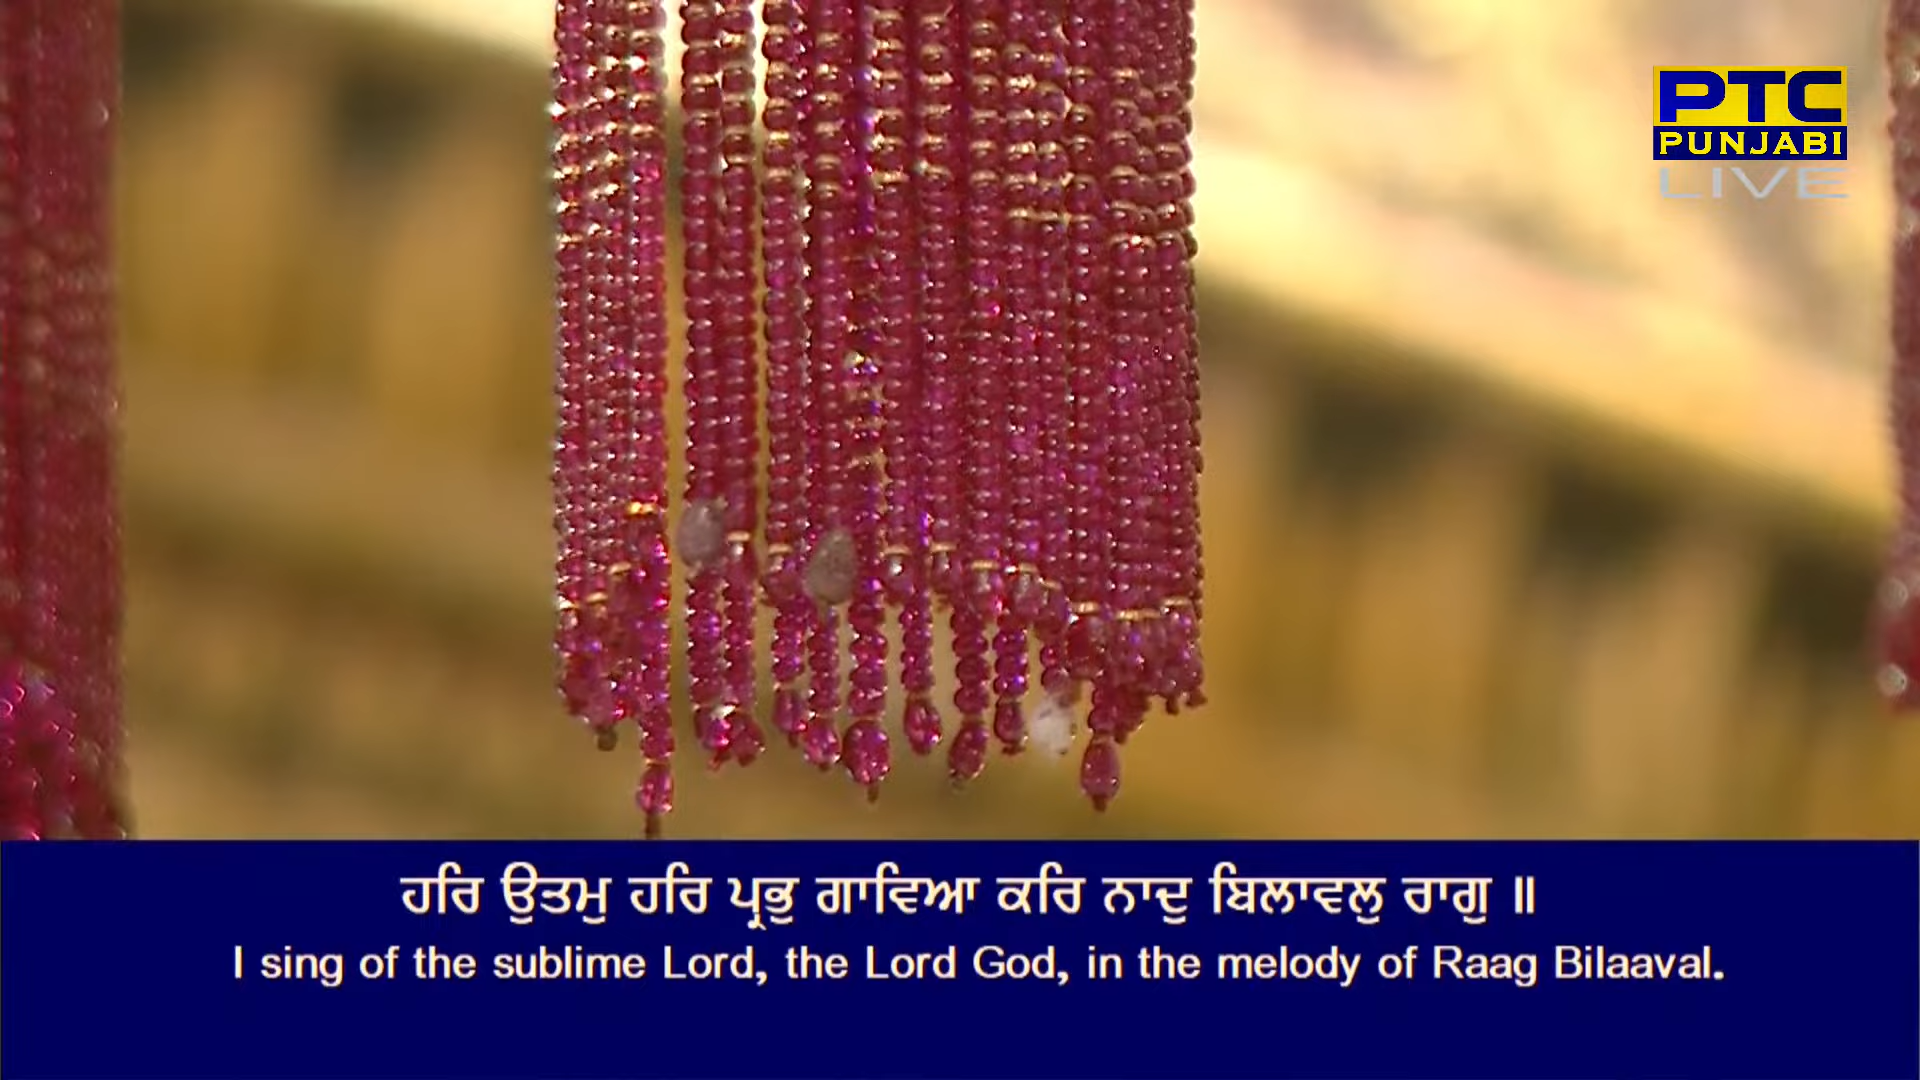 PTC
PUNJABI
LIVE
ਹਰਿ ਉਤਮੁ ਹਰਿ ਪ੍ਰਭੁ ਗਾਵਿਆ ਕਰਿ ਨਾਦੁ ਬਿਲਾਵਲੁ ਰਾਗੁ ॥
I sing of the sublime Lord, the Lord God, in the melody of Raag Bilaaval.